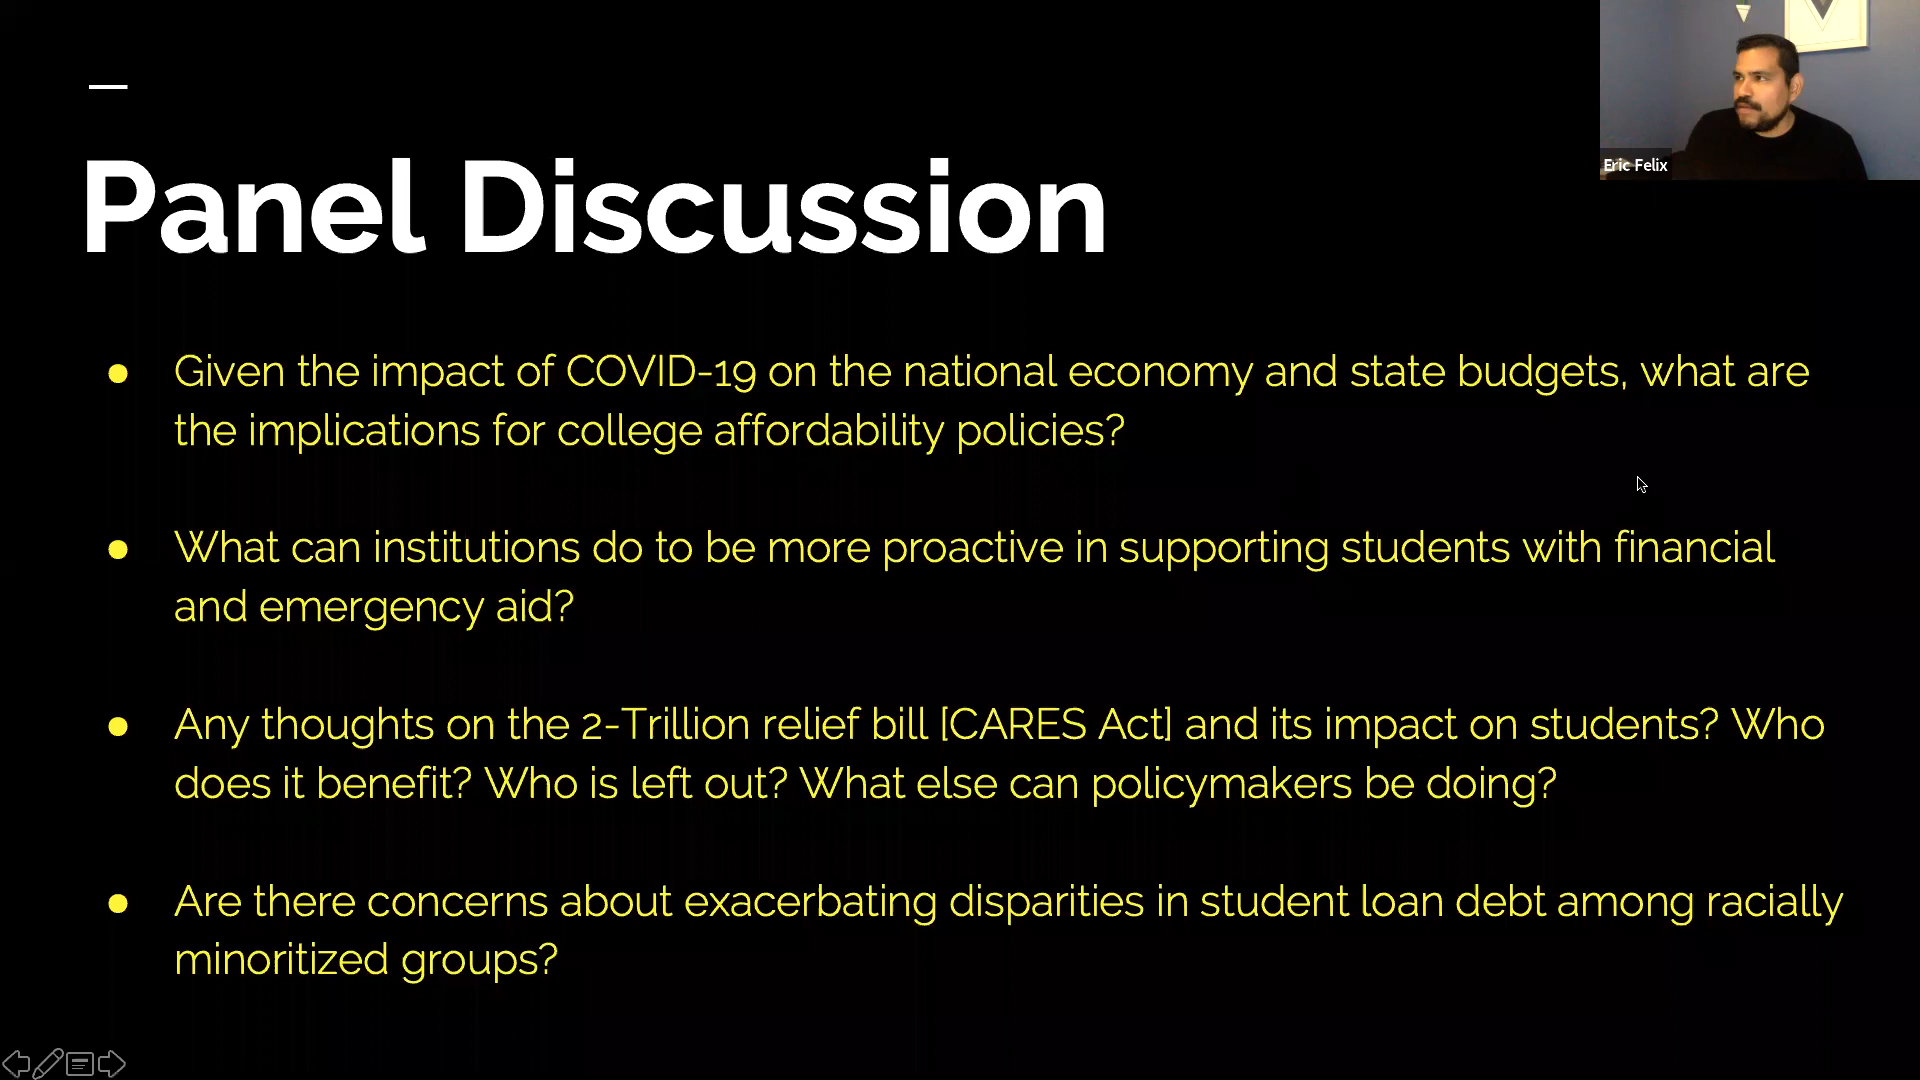 Panel Discussion
Eric Felix
● Given the impact of COVID-19 on the national economy and state budgets, what are
the implications for college affordability policies?
● What can institutions do to be more proactive in supporting students with financial
and emergency aid?
● Any thoughts on the 2-Trillion relief bill [CARES Act] and its impact on students? Who
does it benefit? Who is left out? What else can policymakers be doing?
● Are there concerns about exacerbating disparities in student loan debt among racially
minoritized groups?